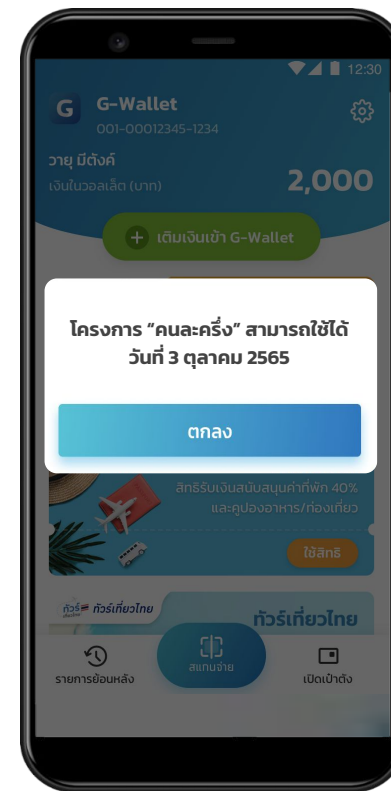 12:30
G
G-Wallet
001-00012345-1234
วายุ มีตังค์
เงินในวอลเล็ต (บาท)
2,000
+ เติมเงินเข้า G-Wallet
โครงการ “คนละครึ่ง” สามารถใช้ได้
วันที่ 3 ตุลาคม 2565
ตกลง
สิทธิรับเงินสนับสนุนค่าที่พัก 40%
และคูปองอาหาร/ท่องเที่ยว
ใช้สิทธิ
ทัวร์ ทัวร์เที่ยวไทย
ทัวร์เที่ยวไทย
รายการย้อนหลัง
สแกนจ่าย
เปิดเป๋าตัง